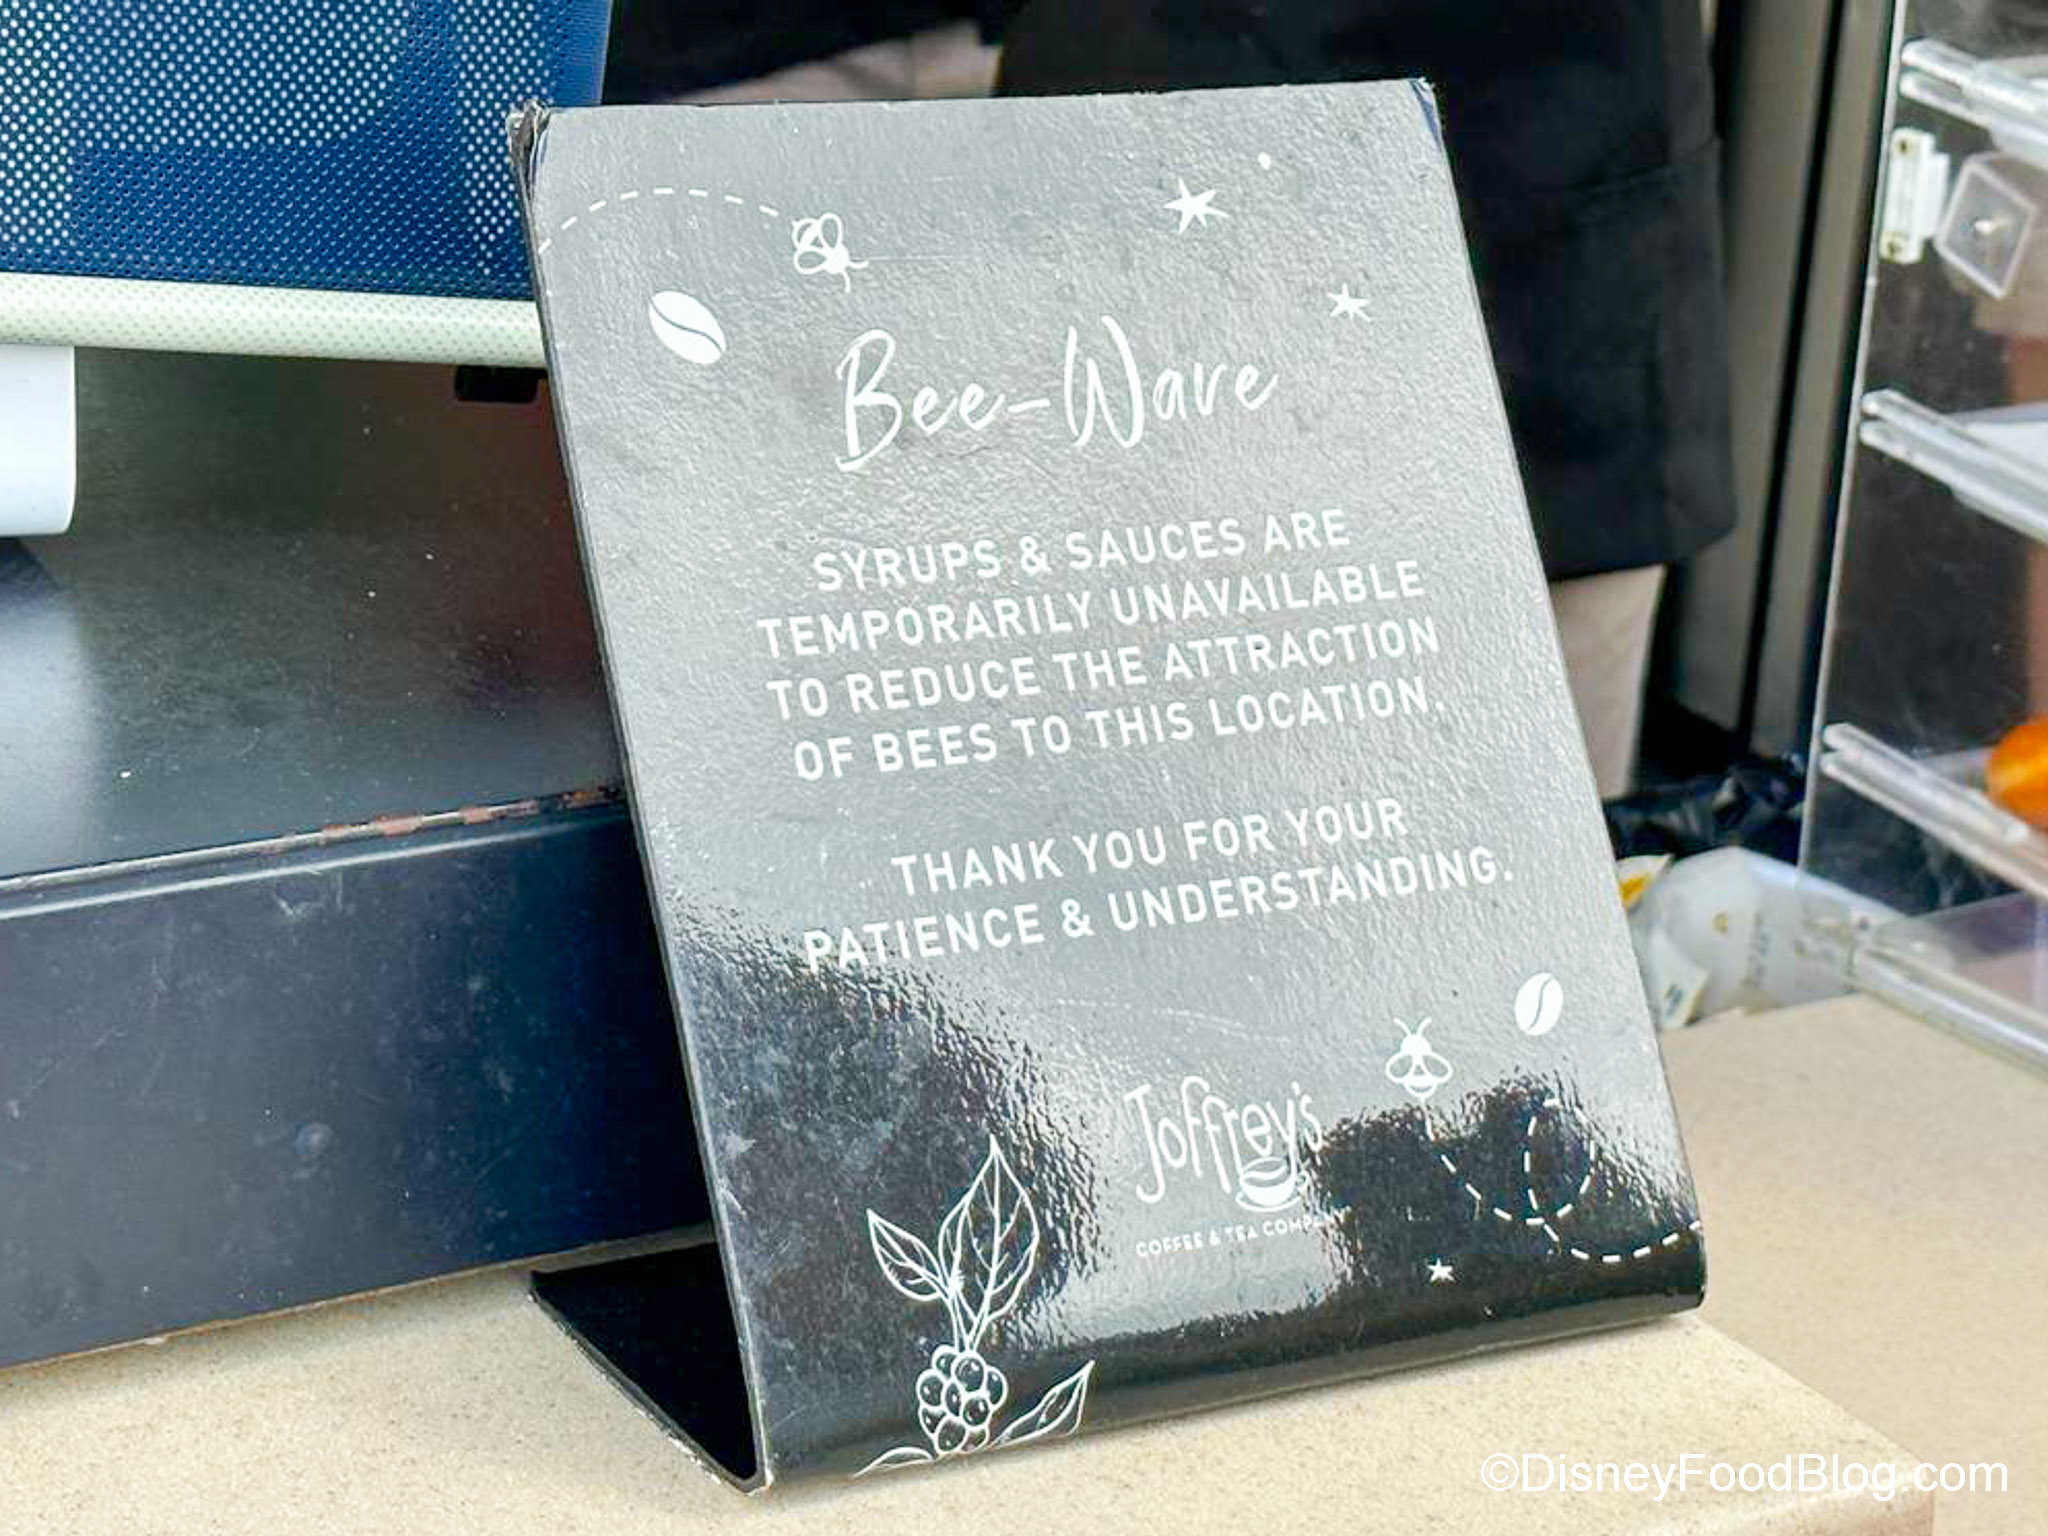 Bee-Wave
SYRUPS & SAUCES ARE
TEMPORARILY UNAVAILABLE
TO REDUCE THE ATTRACTION
OF BEES TO THIS LOCATION.
THANK YOU FOR YOUR
PATIENCE & UNDERSTANDING.
Joffrey's
COFFEE & TEA COMPANY
©DisneyFoodBlog.com